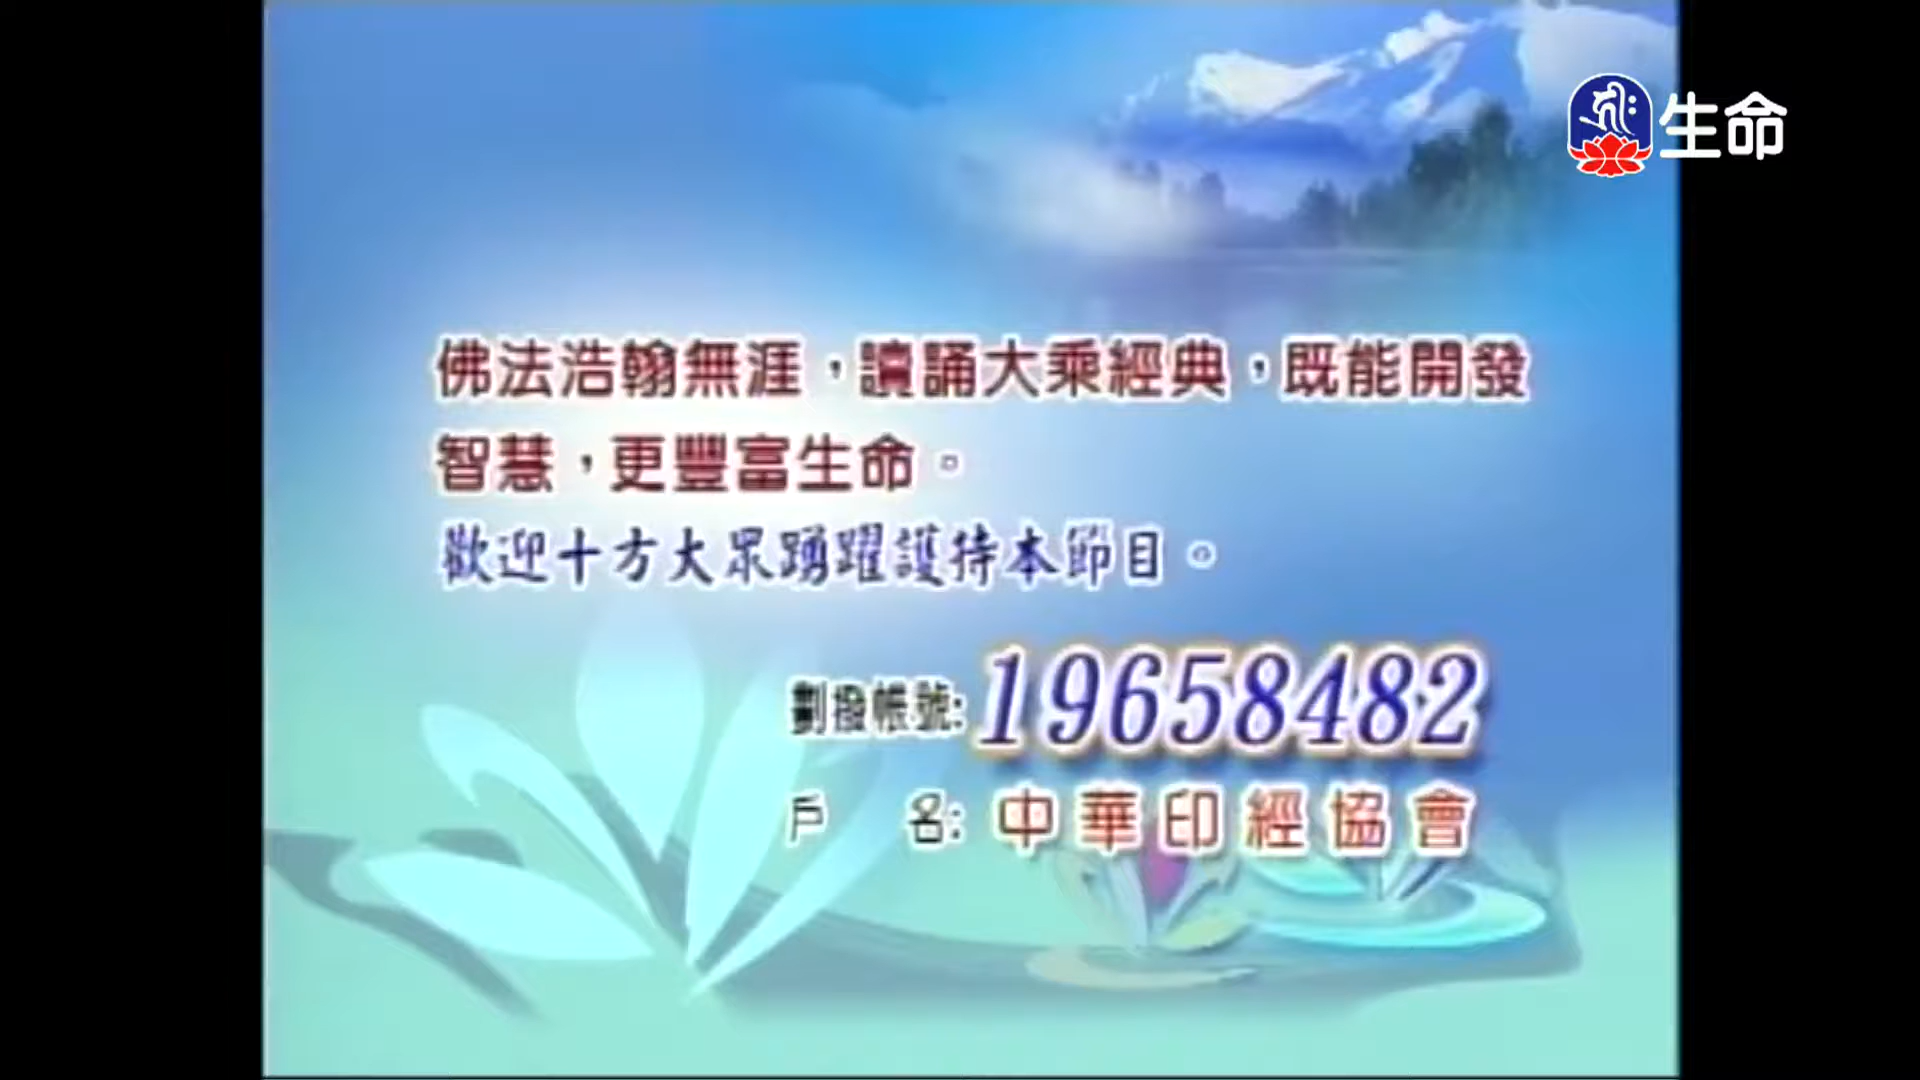 生命
佛法浩翰無涯，讀誦大乘經典，既能開發
智慧，更豐富生命。
歡迎十方大眾踴躍護持本節目。
劃撥帳號:19658482
戶　名:中華印經協會